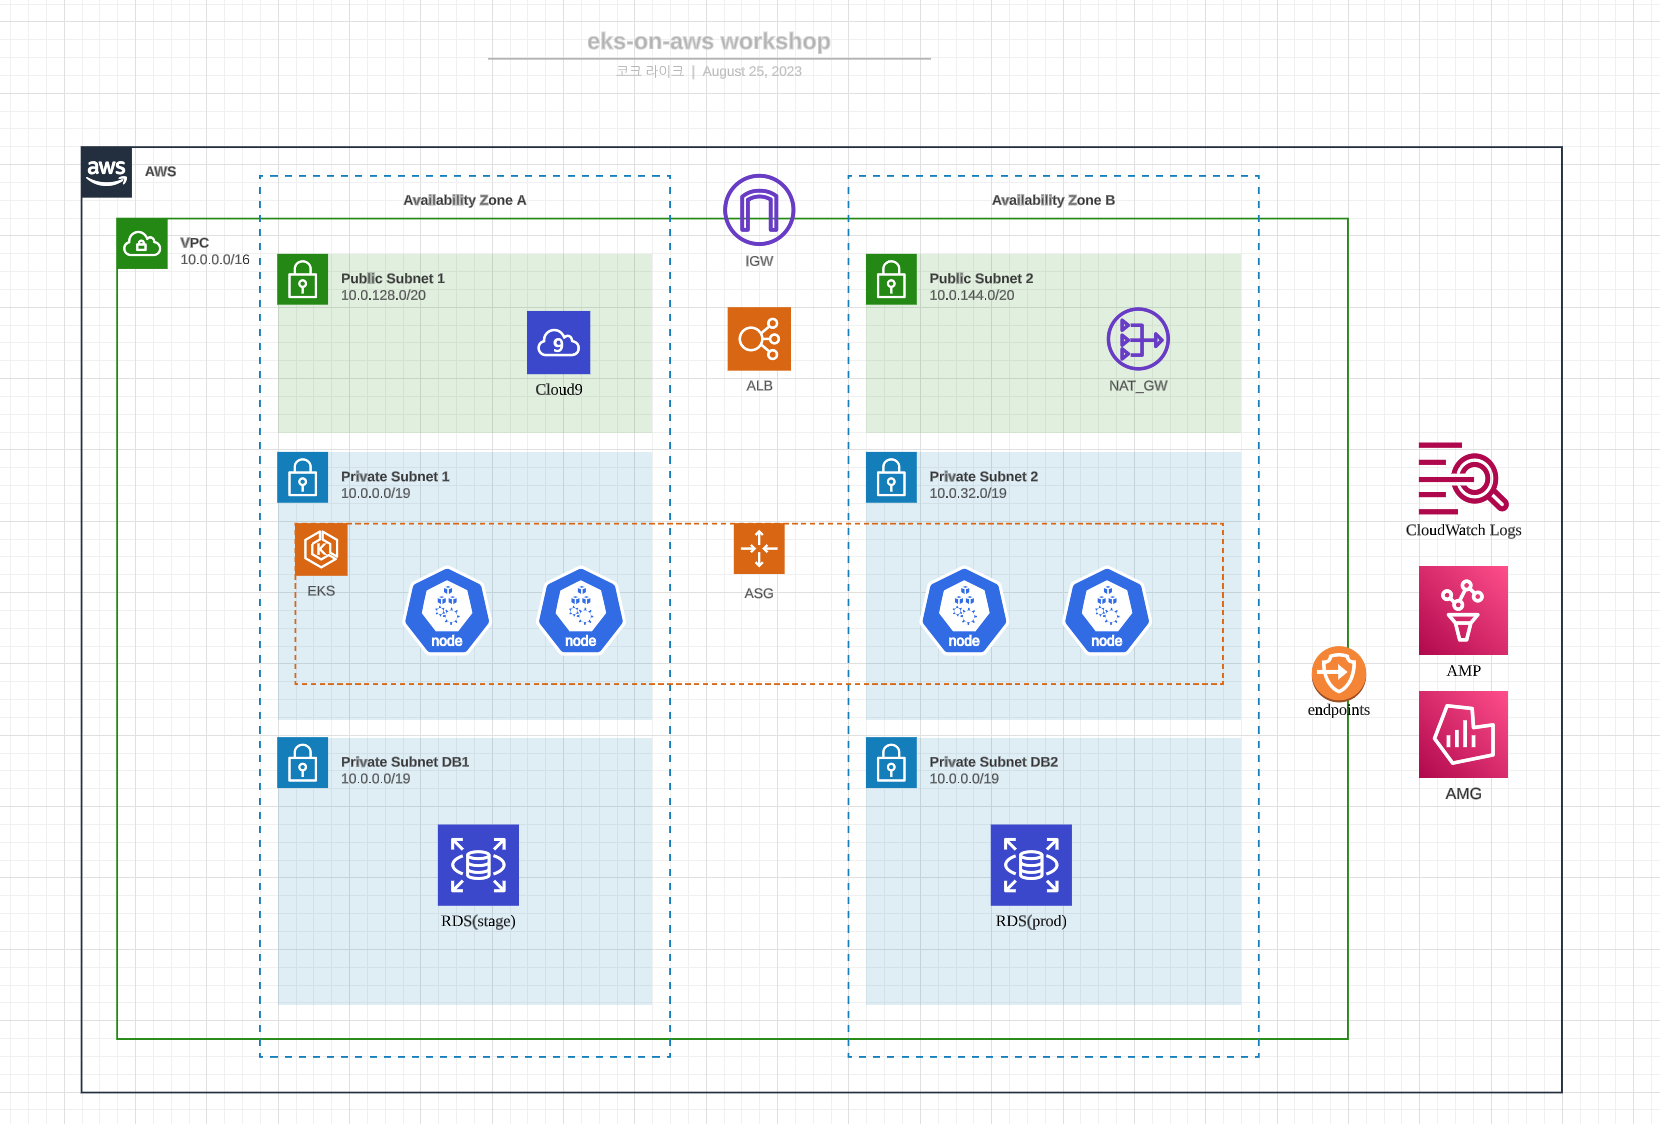 eks-on-aws workshop
코크 라이크 | August 25, 2023
aws
AWS
Availability Zone A
Availability Zone B
VPC
10.0.0.0/16
IGW
Public Subnet 1
10.0.128.0/20
Public Subnet 2
10.0.144.0/20
9
Cloud9
ALB
NAT_GW
Private Subnet 1
10.0.0.0/19
Private Subnet 2
10.0.32.0/19
CloudWatch Logs
K
EKS
ASG
node
node
node
node
AMP
endpoints
Private Subnet DB1
10.0.0.0/19
Private Subnet DB2
10.0.0.0/19
AMG
RDS(stage)
RDS(prod)